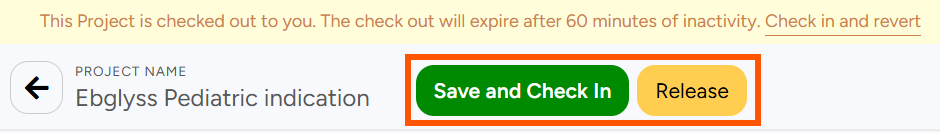 This Project is checked out to you. The check out will expire after 60 minutes of inactivity. Check in and revert
PROJECT NAME
Ebglyss Pediatric indication
Save and Check In
Release